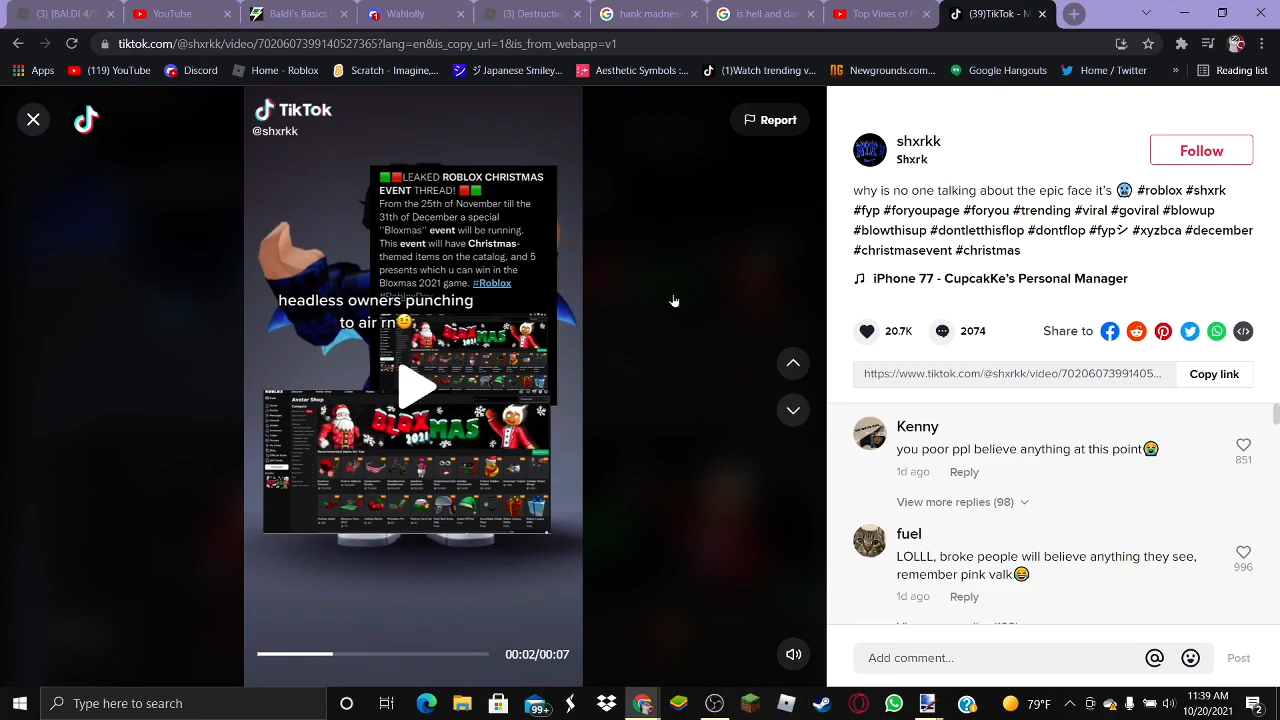 (3) [BALDI 4/
YouTube
Baldi's Basics
Wahlolly
(3) Destruction
hank madness
is hell and da
Top Vines of
(39)TikTok - M
tiktok.com/@shxrkk/video/7020607399140527365?lang=en&is_copy_url=1&is_from_webapp=v1
Apps
(119) YouTube
Discord
Home - Roblox
Scratch - Imagine,...
ジ Japanese Smiley...
Aesthetic Symbols :...
(1)Watch trending v...
Newgrounds.com...
Google Hangouts
Home / Twitter
»
Reading list
TikTok
@shxrkk
Report
LEAKED ROBLOX CHRISTMAS
EVENT THREAD!
From the 25th of November till the
31th of December a special
''Bloxmas'' event will be running.
This event will have Christmas-
themed items on the catalog, and 5
presents which u can win in the
Bloxmas 2021 game. #Roblox
headless owners punching
to air rn
Avatar Shop
00:02/00:07
shxrkk
Shxrk
Follow
why is no one talking about the epic face it's 🥶 #roblox #shxrk
#fyp #foryoupage #foryou #trending #viral #goviral #blowup
#blowthisup #dontletthisflop #dontflop #fypシ #xyzbca #december
#christmasevent #christmas
iPhone 77 - CupcakKe's Personal Manager
20.7K
2074
Share to
https://www.tiktok.com/@shxrkk/video/70206073991405...
Copy link
Kenny
you poor ppl believe anything at this point😂
851
1d ago
Reply
View more replies (98)
fuel
LOLLL, broke people will believe anything they see,
remember pink valk😂
996
1d ago
Reply
Add comment...
Post
Type here to search
99+
79°F
11:39 AM
10/20/2021
2